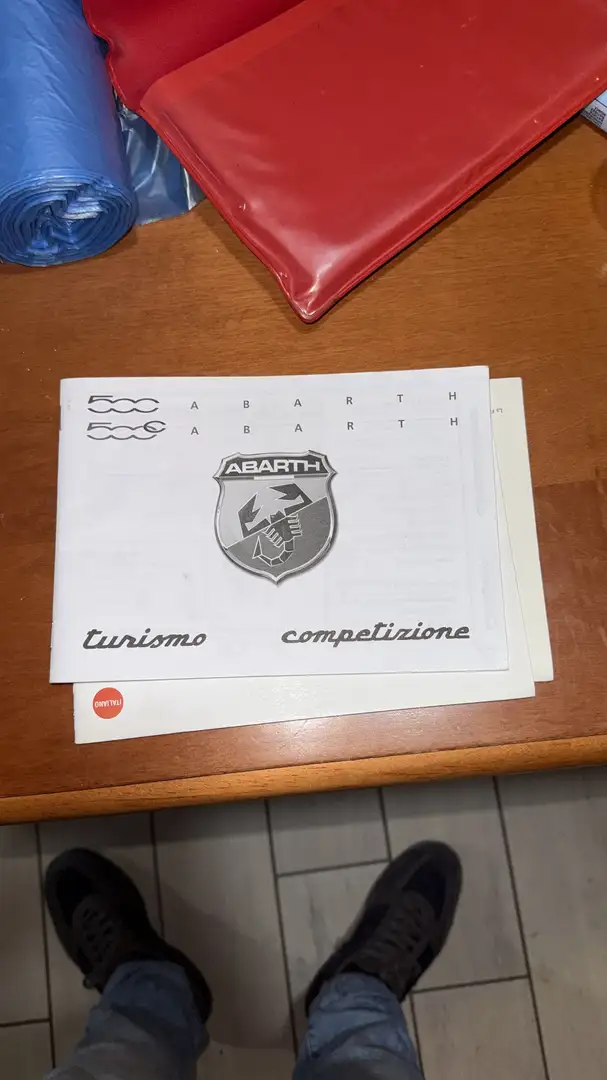 500 ABARTH
500C ABARTH
ABARTH
turismo competizione
ITALIANO